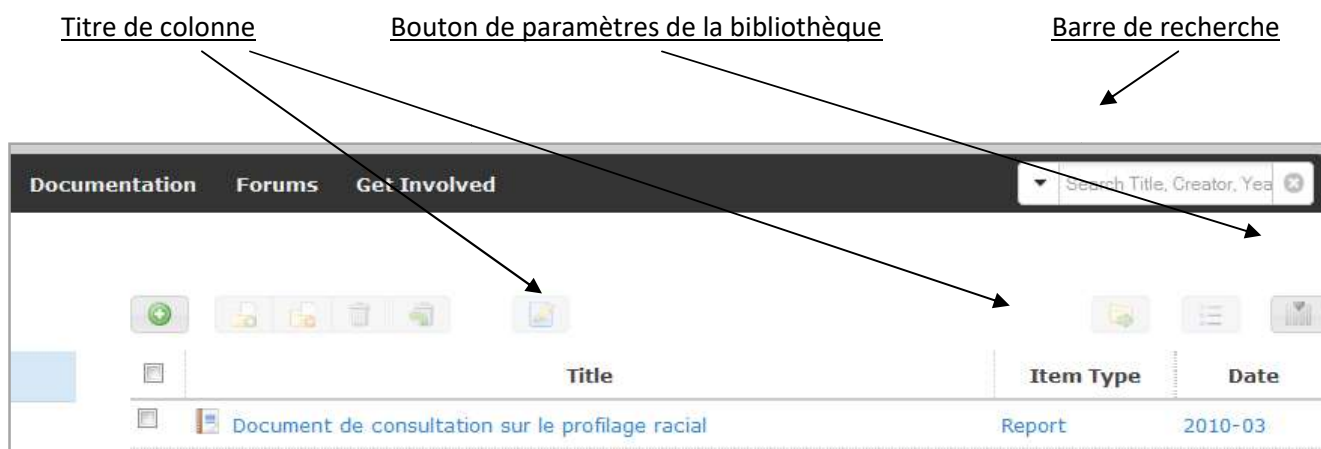 Titre de colonne Bouton de paramètres de la bibliothèque Barre de recherche
Documentation Forums Get Involved Search Title, Creator, Yea
Title Item Type Date
Document de consultation sur le profilage racial Report 2010-03